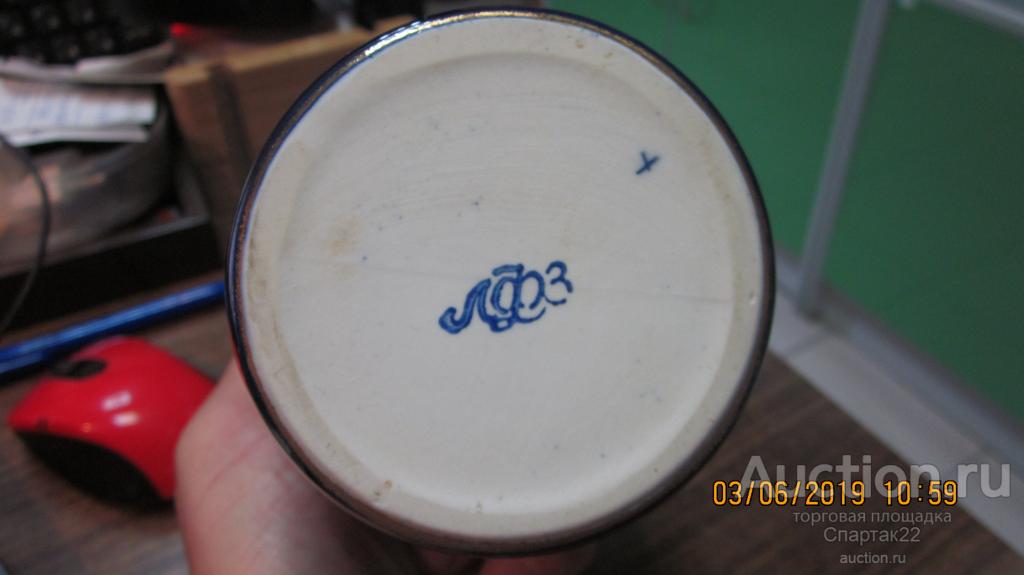 ×
ЛФЗ
Auction.ru
03/06/2019 10:59
торговая площадка
Спартак22
auction.ru